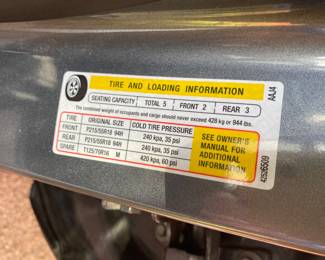 TIRE AND LOADING INFORMATION
SEATING CAPACITY TOTAL 5 FRONT 2 REAR 3
The combined weight of occupants and cargo should never exceed 428 kg or 944 lbs.
TIRE ORIGINAL SIZE COLD TIRE PRESSURE
FRONT P215/55R18 94H 240 kpa, 35 psi
REAR P215/55R18 94H 240 kpa, 35 psi
SPARE T125/70R16 M 420 kpa, 60 psi
SEE OWNER'S
MANUAL FOR
ADDITIONAL
INFORMATION
AAJ4